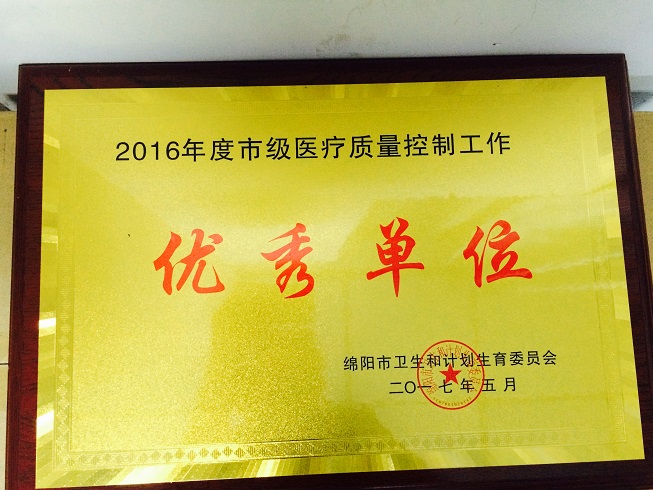 2016年度市级医疗质量控制工作
优秀单位
绵阳市卫生和计划生育委员会
二〇一七年五月